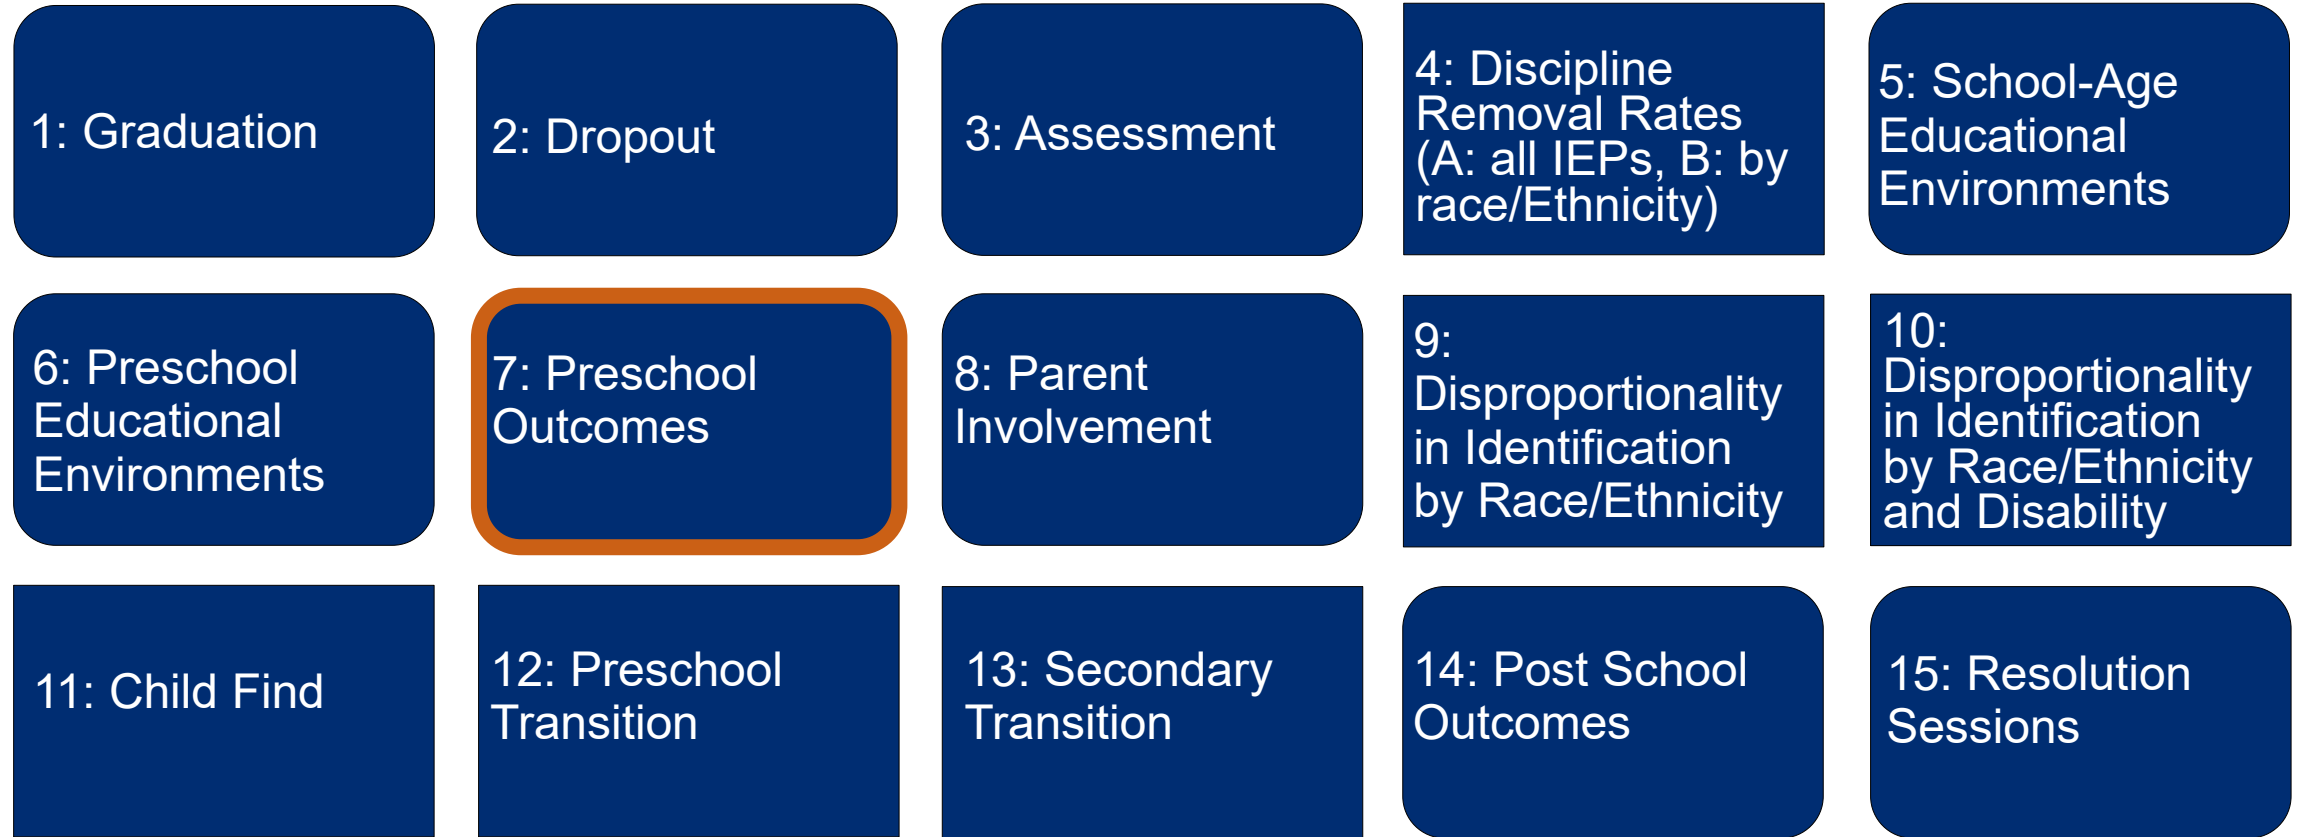 1: Graduation
2: Dropout
3: Assessment
4: Discipline
Removal Rates
(A: all IEPs, B: by
race/Ethnicity)
5: School-Age
Educational
Environments
6: Preschool
Educational
Environments
7: Preschool
Outcomes
8: Parent
Involvement
9:
Disproportionality
in Identification
by Race/Ethnicity
10:
Disproportionality
in Identification
by Race/Ethnicity
and Disability
11: Child Find
12: Preschool
Transition
13: Secondary
Transition
14: Post School
Outcomes
15: Resolution
Sessions